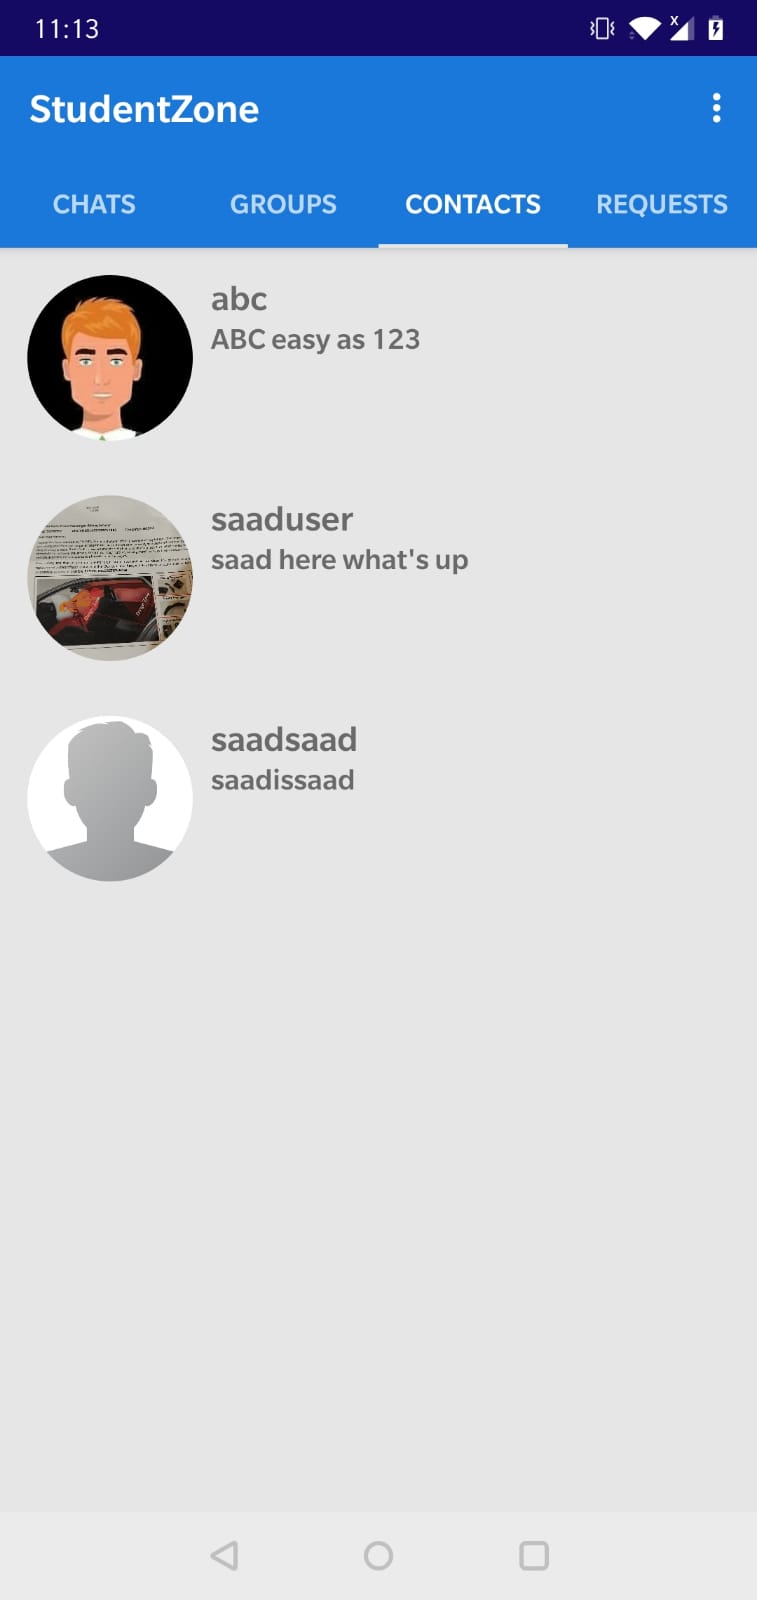 11:13
StudentZone
CHATS GROUPS CONTACTS REQUESTS
abc
ABC easy as 123
saaduser
saad here what's up
saadsaad
saadissaad